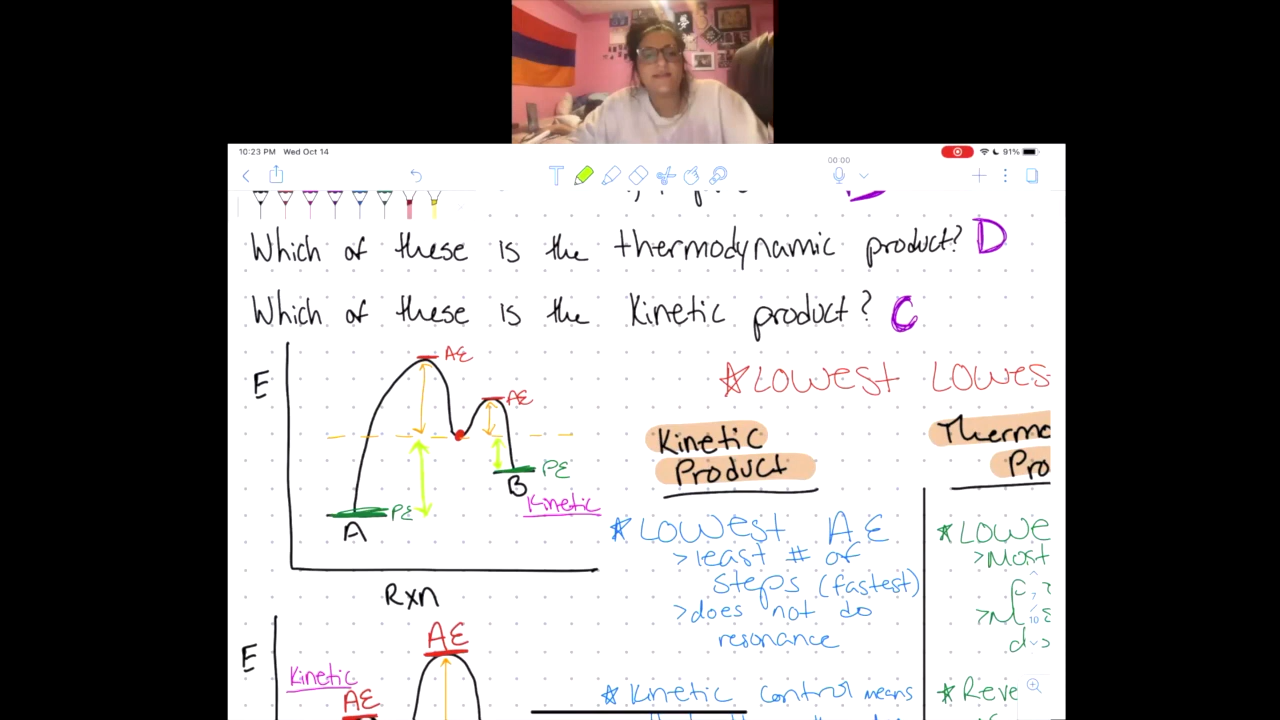 10:23 PM Wed Oct 14
00:00
91%
T
Which of these is the thermodynamic product? D
Which of these is the Kinetic product? C
E
AE
AE
PE
B
Kinetic
PE
A
Rxn
☆LOWEST LOWES
Kinetic
Product
Thermo
Pro
* LOWEST AE
>least # of
steps (fastest)
>does not do
resonance
* Kinetic control means
* LOWE
>Most
* Reve
E
AE
Kinetic
AE